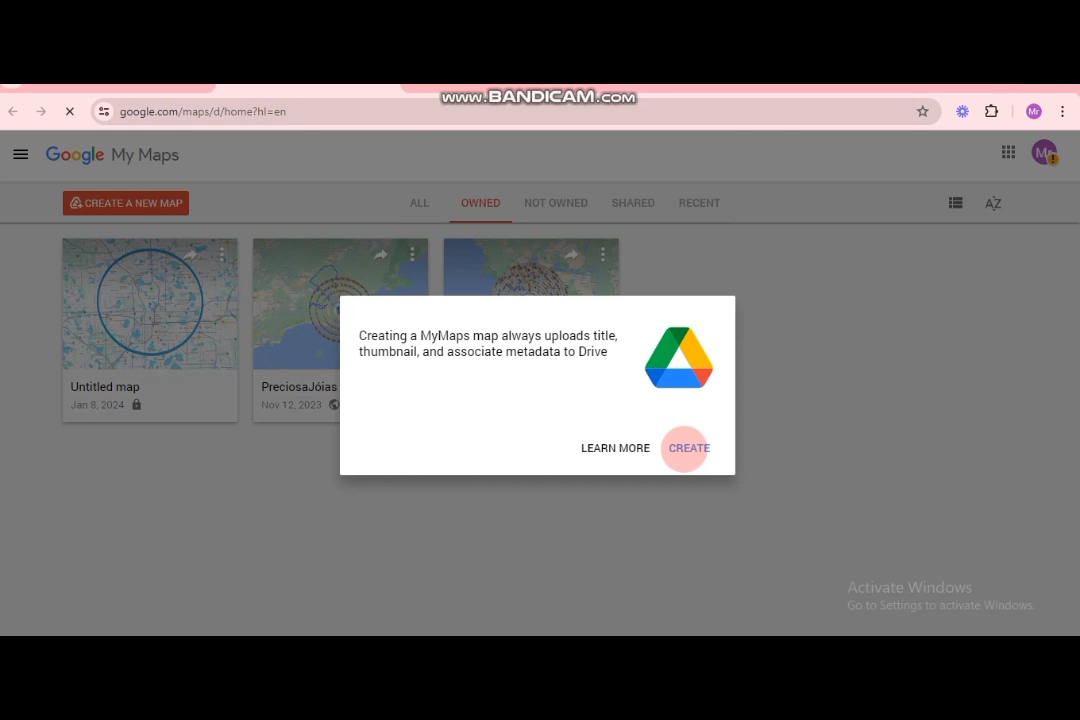 www.BANDICAM.com
google.com/maps/d/home?hl=en
Mr
Google My Maps
CREATE A NEW MAP
ALL
OWNED
NOT OWNED
SHARED
RECENT
AZ
Creating a MyMaps map always uploads title,
thumbnail, and associate metadata to Drive
LEARN MORE
CREATE
Untitled map
Jan 8, 2024
PreciosaJóias
Nov 12, 2023
Activate Windows
Go to Settings to activate Windows.